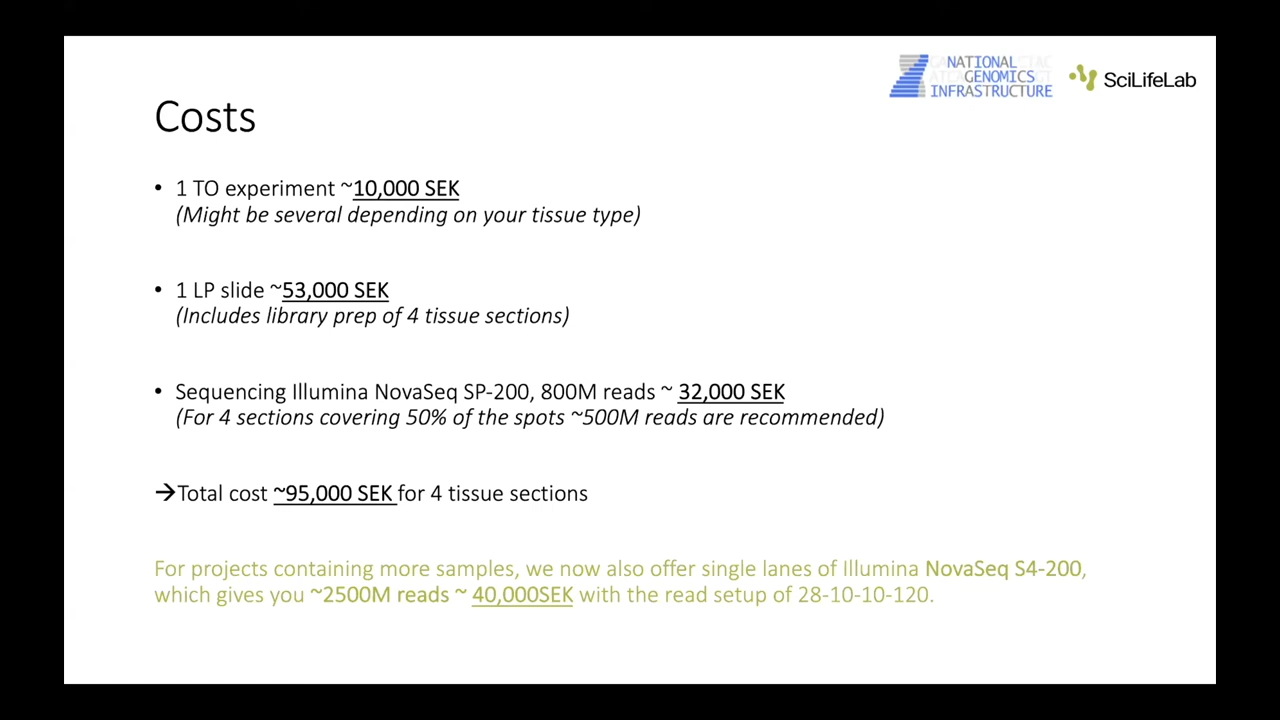 NATIONAL
GENOMICS
INFRASTRUCTURE
SciLifeLab
Costs
• 1 TO experiment ~10,000 SEK
(Might be several depending on your tissue type)
• 1 LP slide ~53,000 SEK
(Includes library prep of 4 tissue sections)
• Sequencing Illumina NovaSeq SP-200, 800M reads ~ 32,000 SEK
(For 4 sections covering 50% of the spots ~500M reads are recommended)
→Total cost ~95,000 SEK for 4 tissue sections
For projects containing more samples, we now also offer single lanes of Illumina NovaSeq S4-200,
which gives you ~2500M reads ~ 40,000SEK with the read setup of 28-10-10-120.